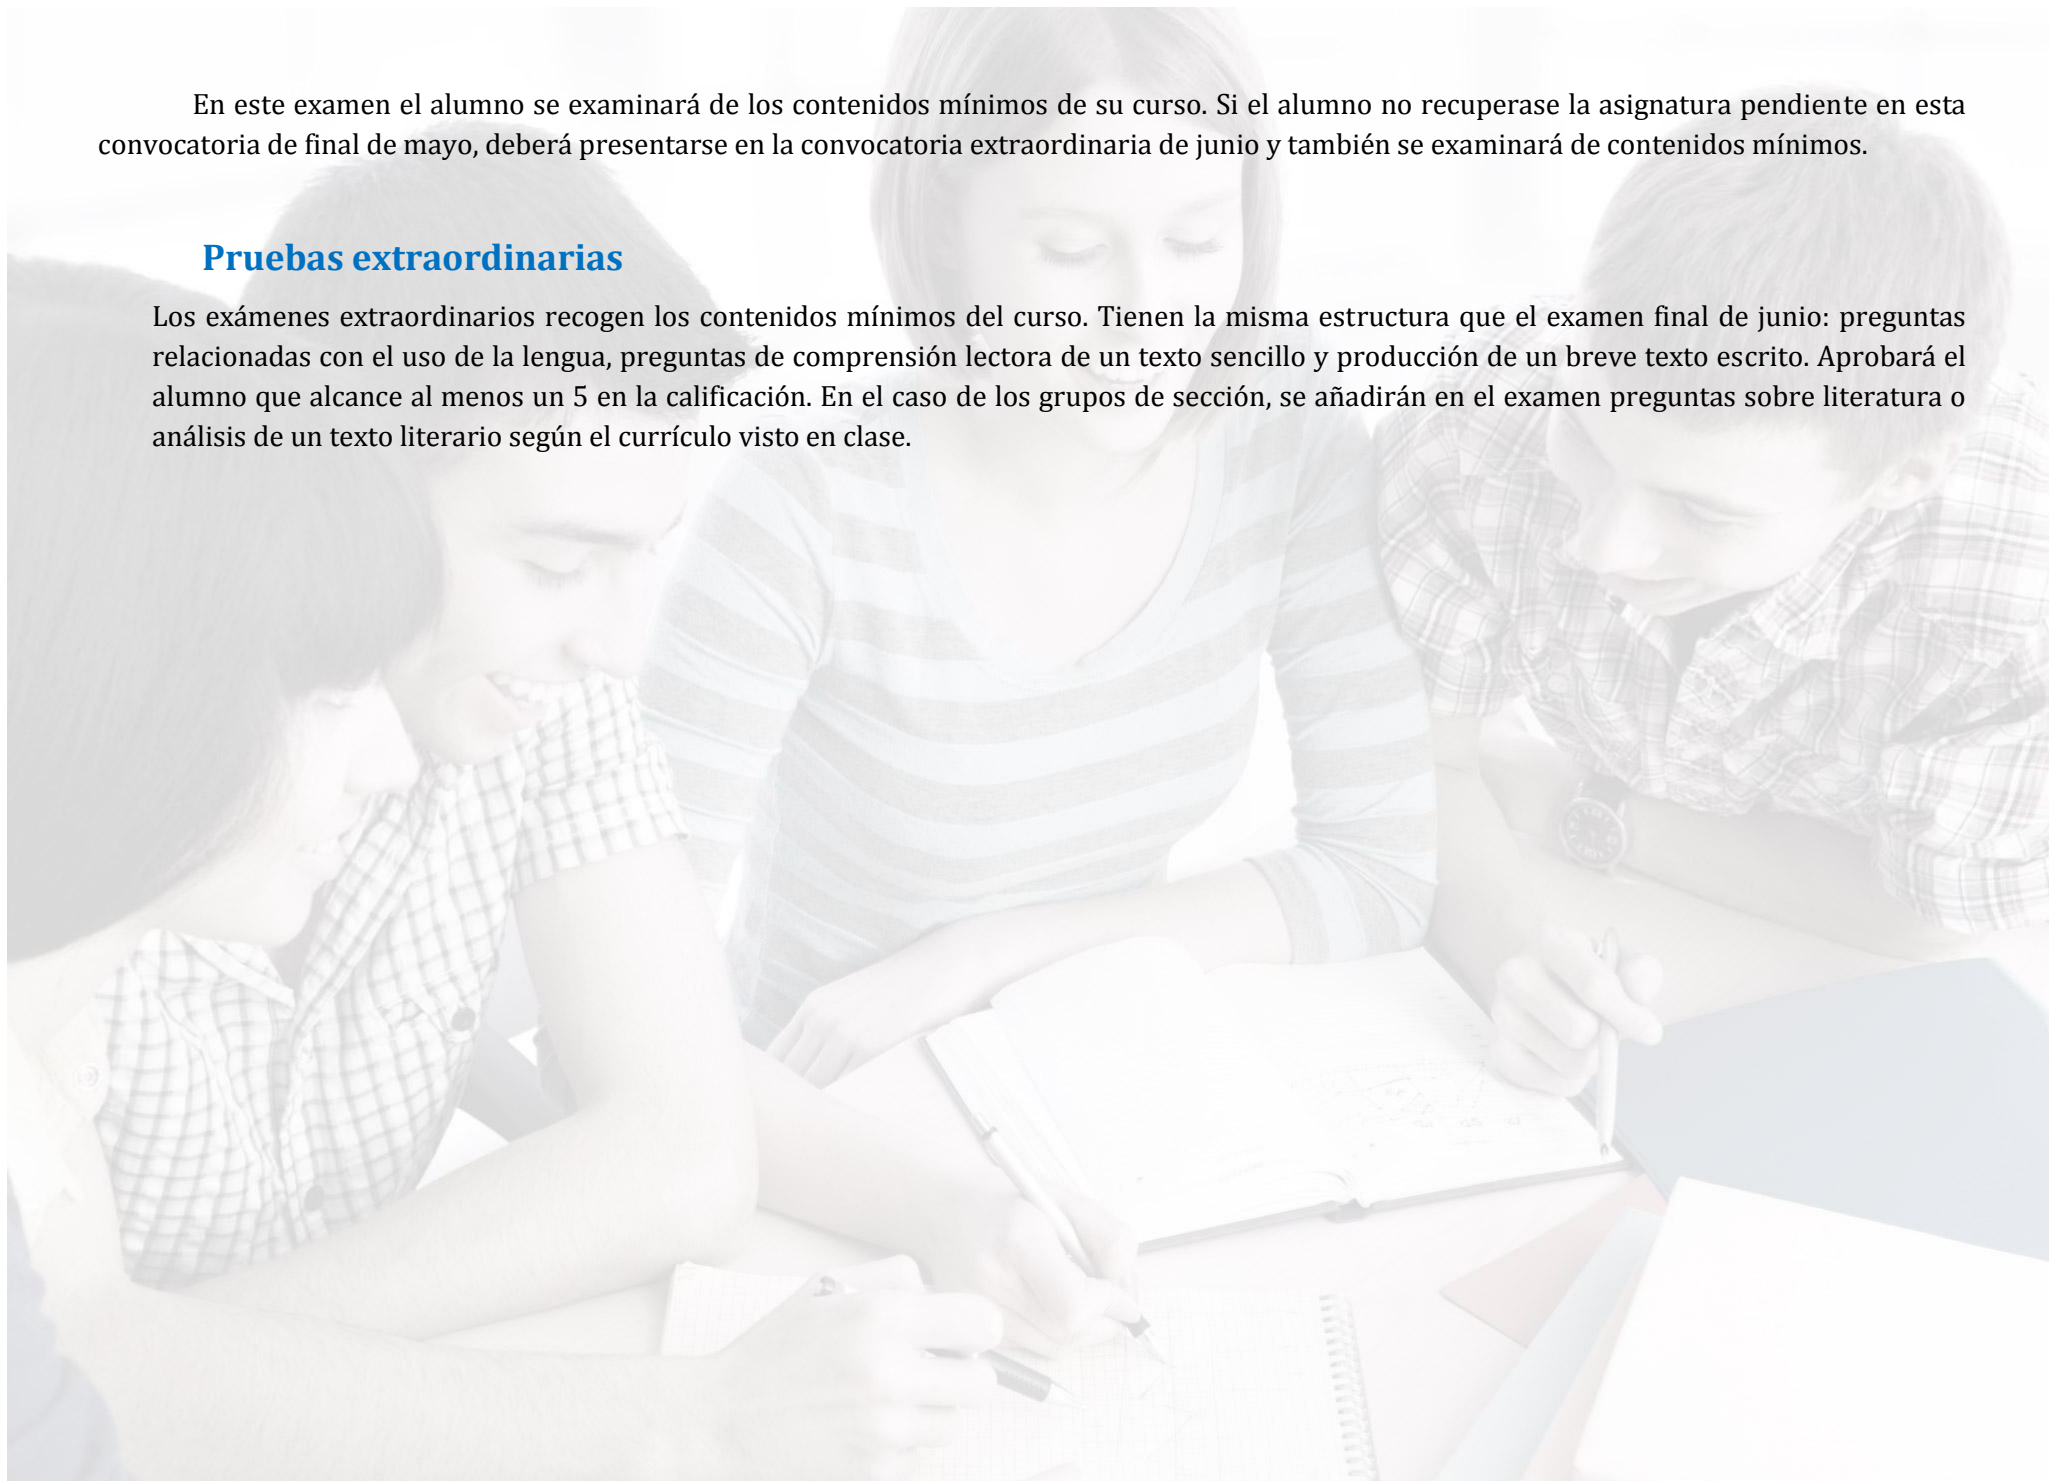 En este examen el alumno se examinará de los contenidos mínimos de su curso. Si el alumno no recuperase la asignatura pendiente en esta
convocatoria de final de mayo, deberá presentarse en la convocatoria extraordinaria de junio y también se examinará de contenidos mínimos.
Pruebas extraordinarias
Los exámenes extraordinarios recogen los contenidos mínimos del curso. Tienen la misma estructura que el examen final de junio: preguntas
relacionadas con el uso de la lengua, preguntas de comprensión lectora de un texto sencillo y producción de un breve texto escrito. Aprobará el
alumno que alcance al menos un 5 en la calificación. En el caso de los grupos de sección, se añadirán en el examen preguntas sobre literatura o
análisis de un texto literario según el currículo visto en clase.